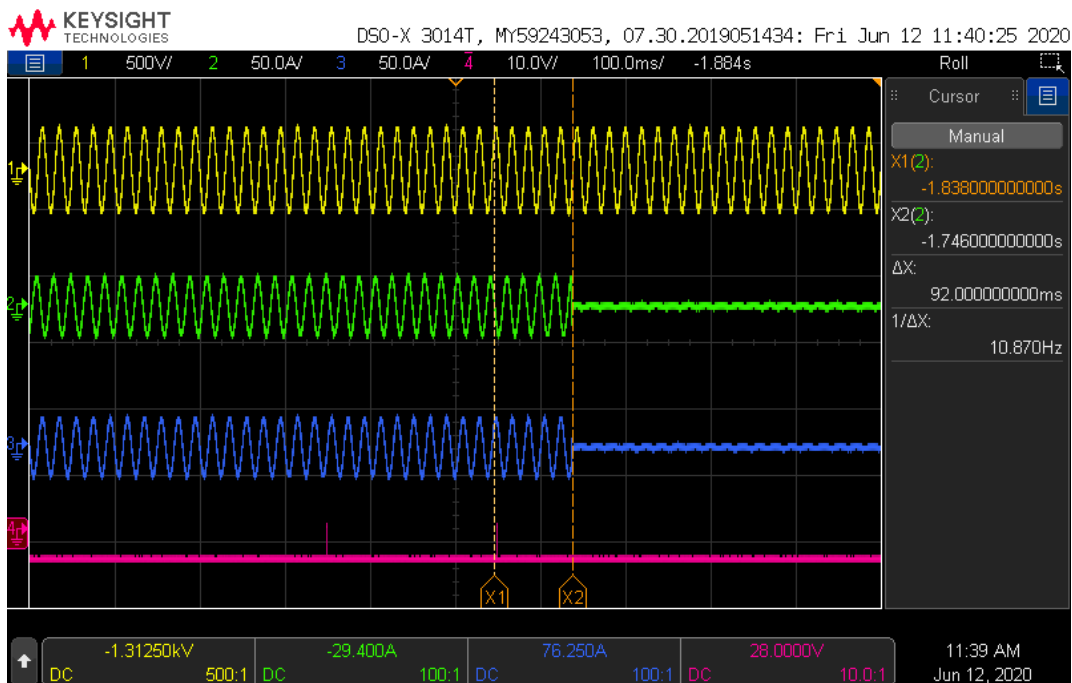 KEYSIGHT
TECHNOLOGIES
DSO-X 3014T, MY59243053, 07.30.2019051434: Fri Jun 12 11:40:25 2020
1 500V/ 2 50.0A/ 3 50.0A/ 4 10.0V/ 100.0ms/ -1.884s Roll
Cursor
Manual
X1(2):
-1.838000000000s
X2(2):
-1.746000000000s
ΔX:
92.000000000ms
1/ΔX:
10.870Hz
1
2
3
4
X1 X2
-1.31250kV -29.400A 76.250A 28.0000V 11:39 AM
DC 500:1 DC 100:1 DC 100:1 DC 10.0:1 Jun 12, 2020